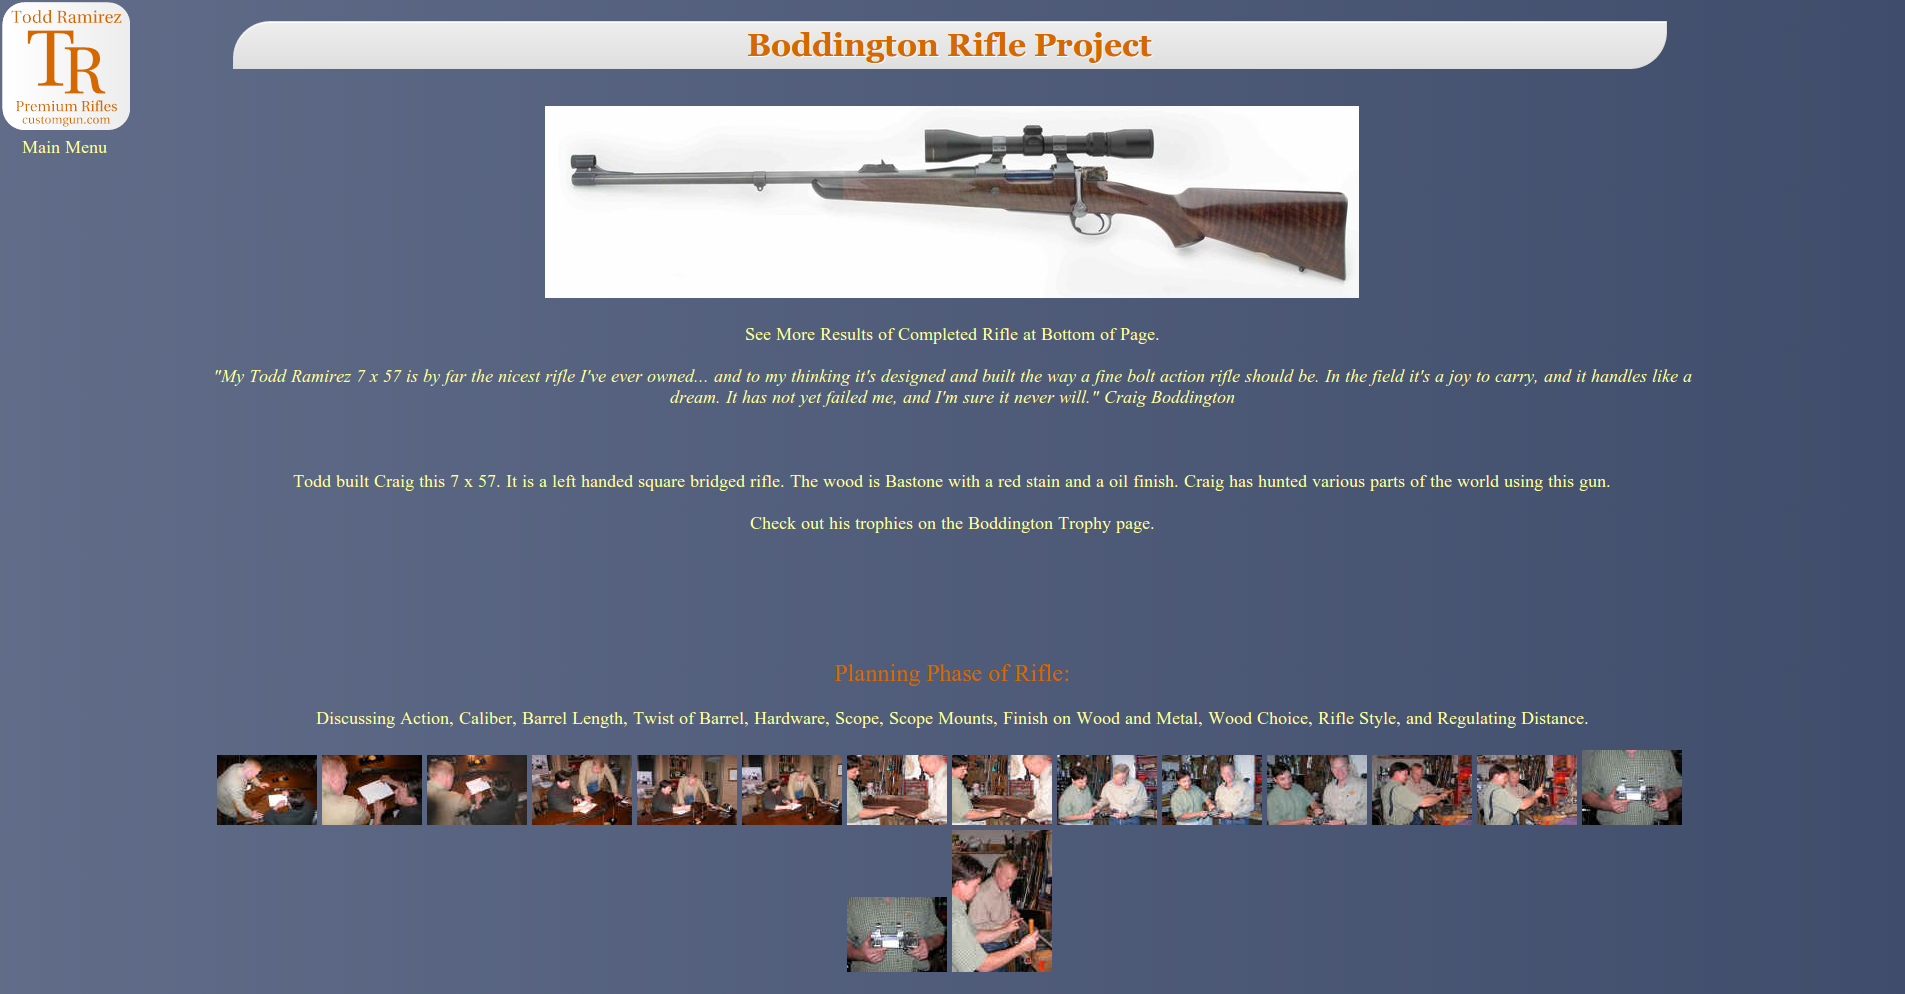 Todd Ramirez
TR
Premium Rifles
customgun.com
Main Menu
Boddington Rifle Project
See More Results of Completed Rifle at Bottom of Page.
"My Todd Ramirez 7 x 57 is by far the nicest rifle I've ever owned... and to my thinking it's designed and built the way a fine bolt action rifle should be. In the field it's a joy to carry, and it handles like a
dream. It has not yet failed me, and I'm sure it never will." Craig Boddington
Todd built Craig this 7 x 57. It is a left handed square bridged rifle. The wood is Bastone with a red stain and a oil finish. Craig has hunted various parts of the world using this gun.
Check out his trophies on the Boddington Trophy page.
Planning Phase of Rifle:
Discussing Action, Caliber, Barrel Length, Twist of Barrel, Hardware, Scope, Scope Mounts, Finish on Wood and Metal, Wood Choice, Rifle Style, and Regulating Distance.